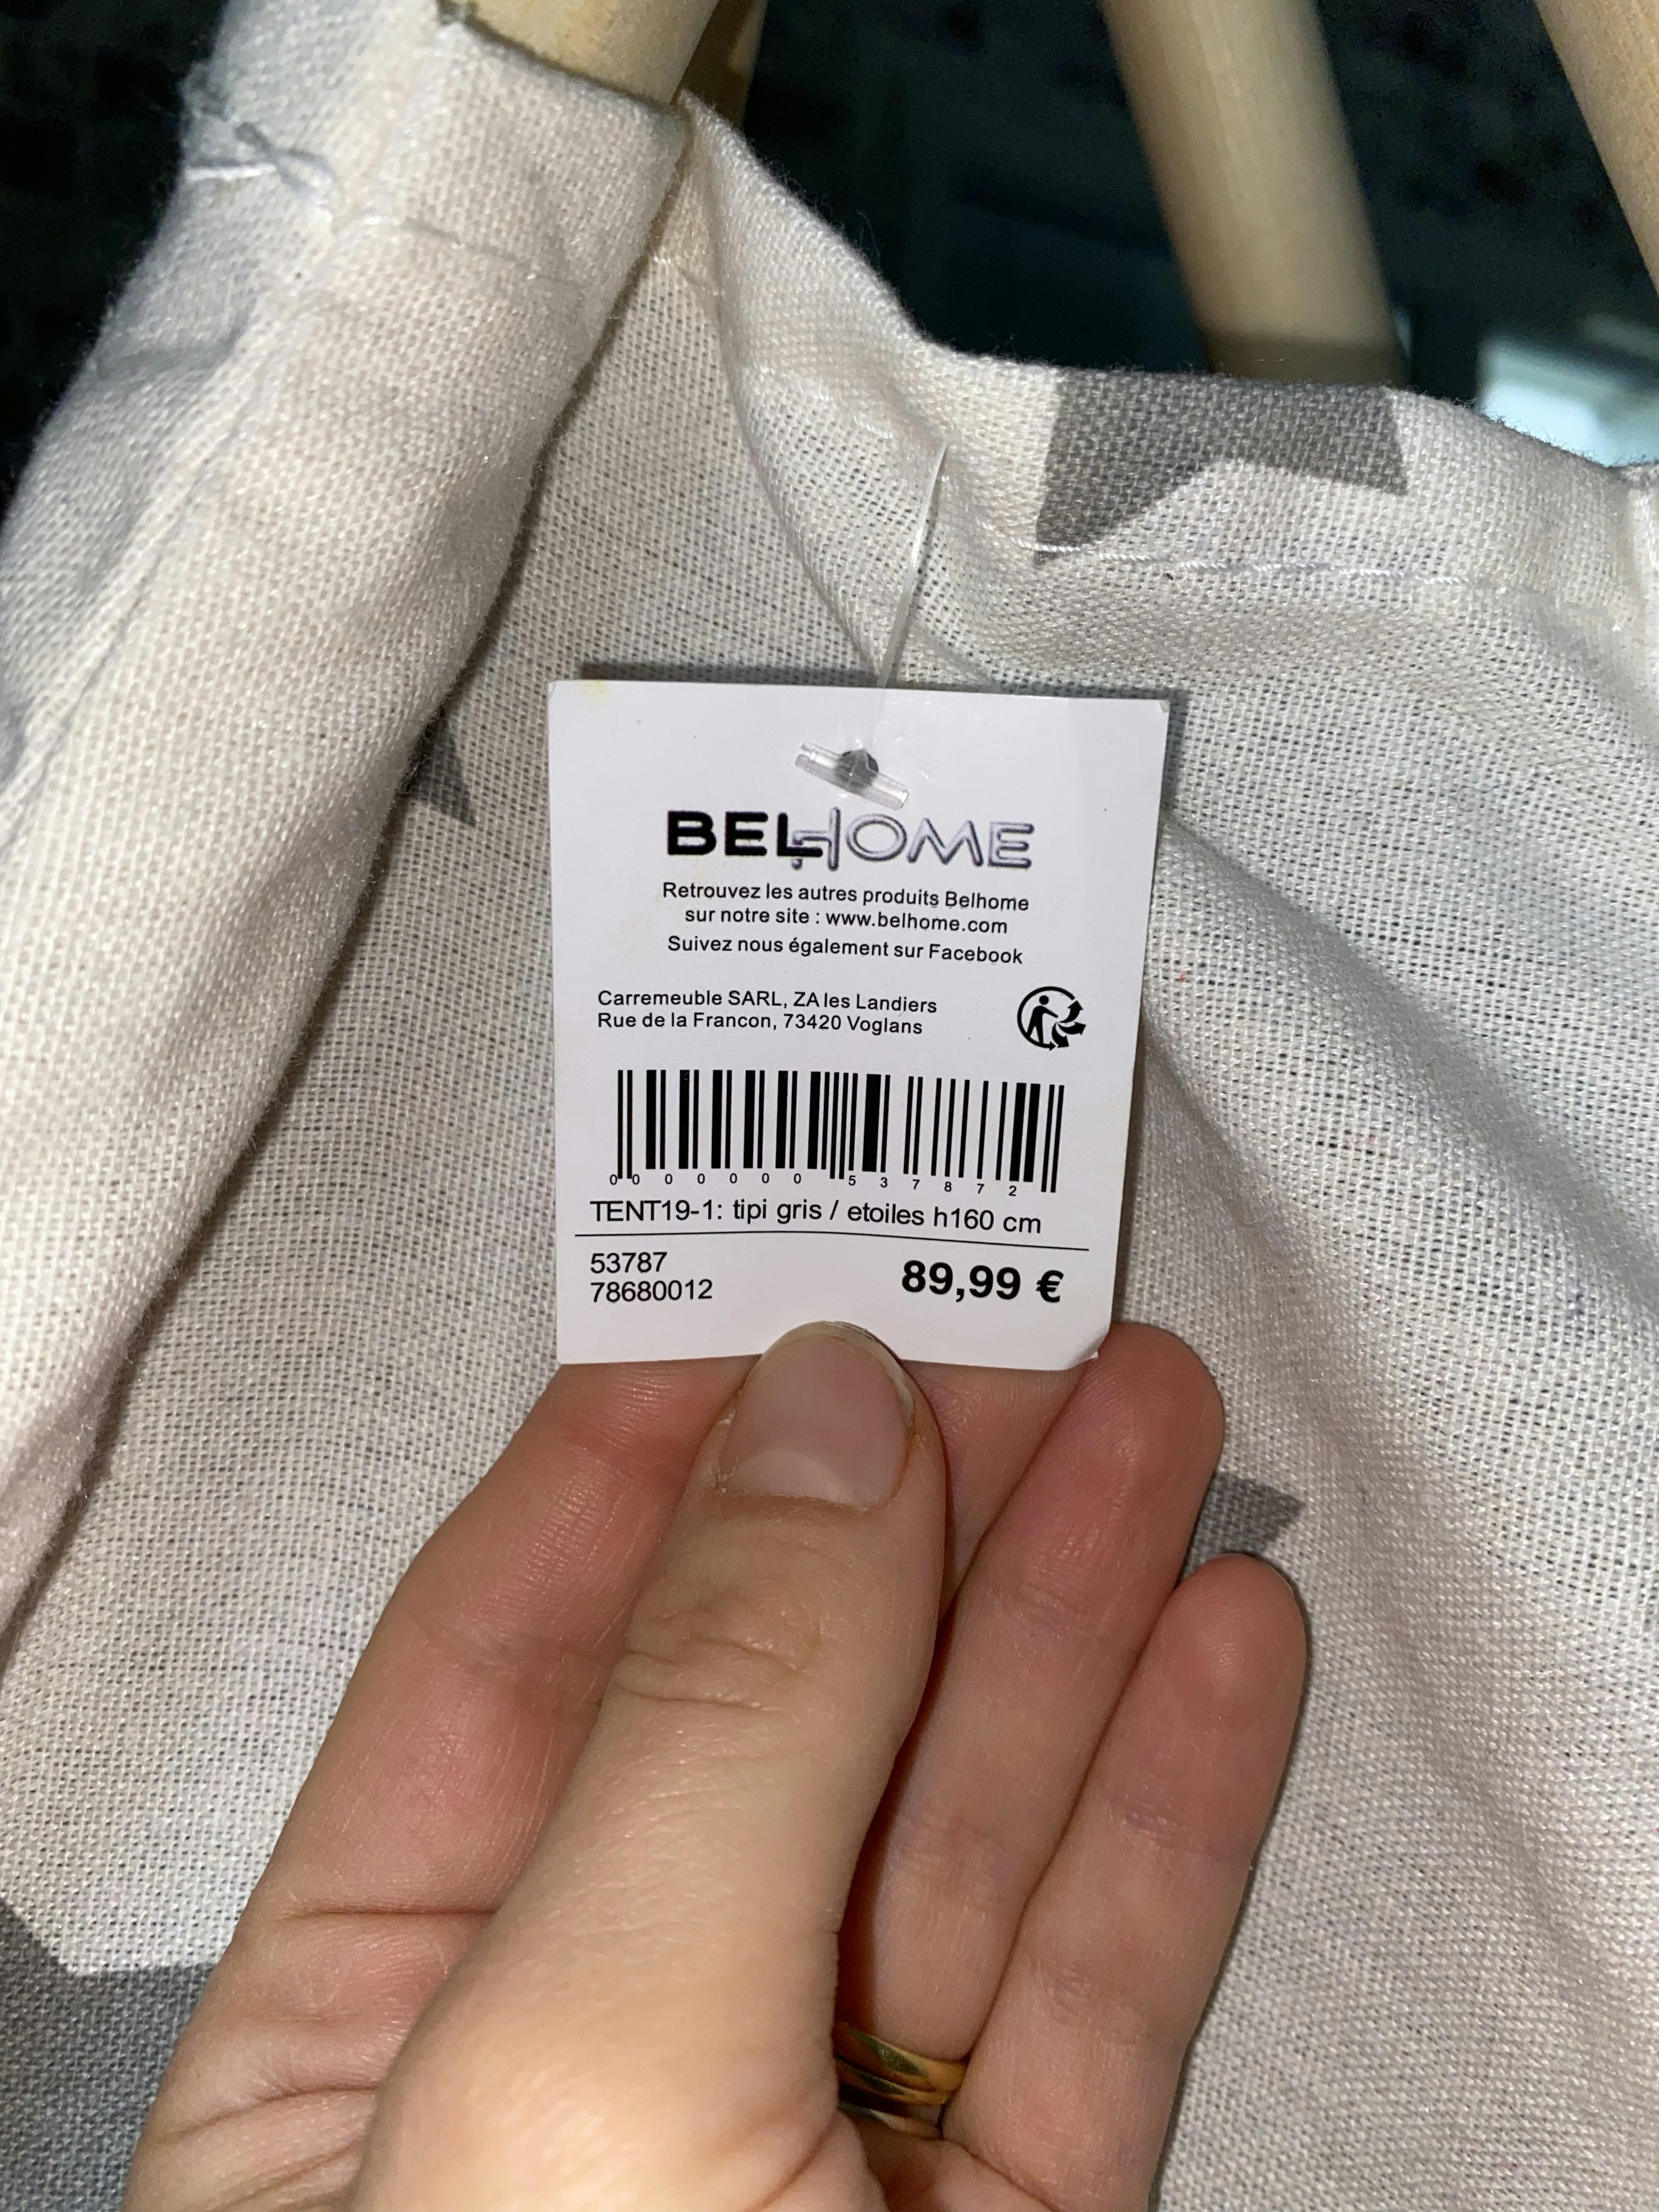 BELHOME
Retrouvez les autres produits Belhome
sur notre site : www.belhome.com
Suivez nous également sur Facebook
Carremeuble SARL, ZA les Landiers
Rue de la Francon, 73420 Voglans
0 0 0 0 0 0 0 5 3 7 8 7 2
TENT19-1: tipi gris / etoiles h160 cm
53787
78680012
89,99 €